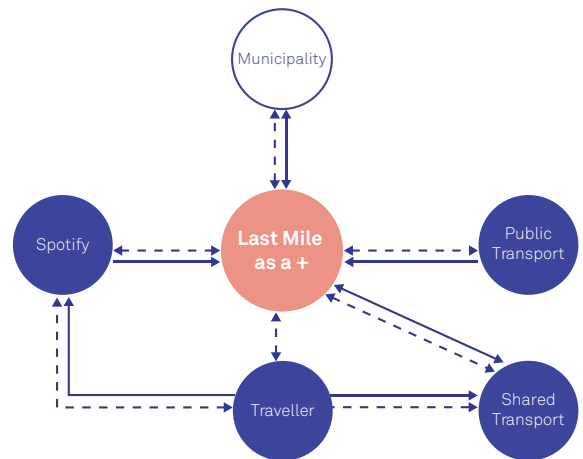 Municipality
Spotify
Last Mile
as a +
Public
Transport
Traveller
Shared
Transport